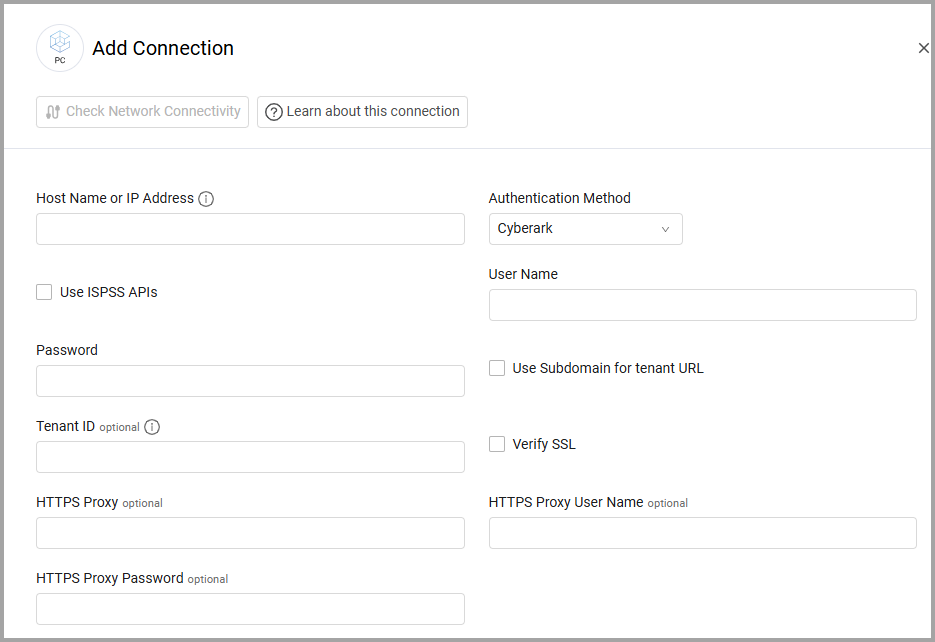 PC
Add Connection
Check Network Connectivity
Learn about this connection
Host Name or IP Address
Authentication Method
Cyberark
Use ISPSS APIs
User Name
Password
Use Subdomain for tenant URL
Tenant ID optional
Verify SSL
HTTPS Proxy optional
HTTPS Proxy User Name optional
HTTPS Proxy Password optional